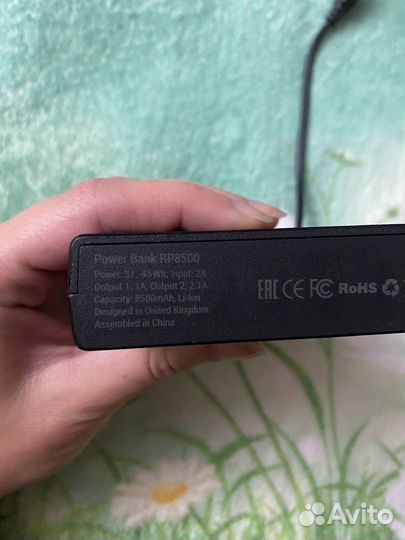 Power Bank RP8500
Power: 31, 45Wh; Input: 2A
Output 1: 1A; Output 2: 2.1A
Capacity: 8500mAh, Li-Ion
Designed in United Kingdom
Assembled in China
EAC CE FC RoHS
Avito